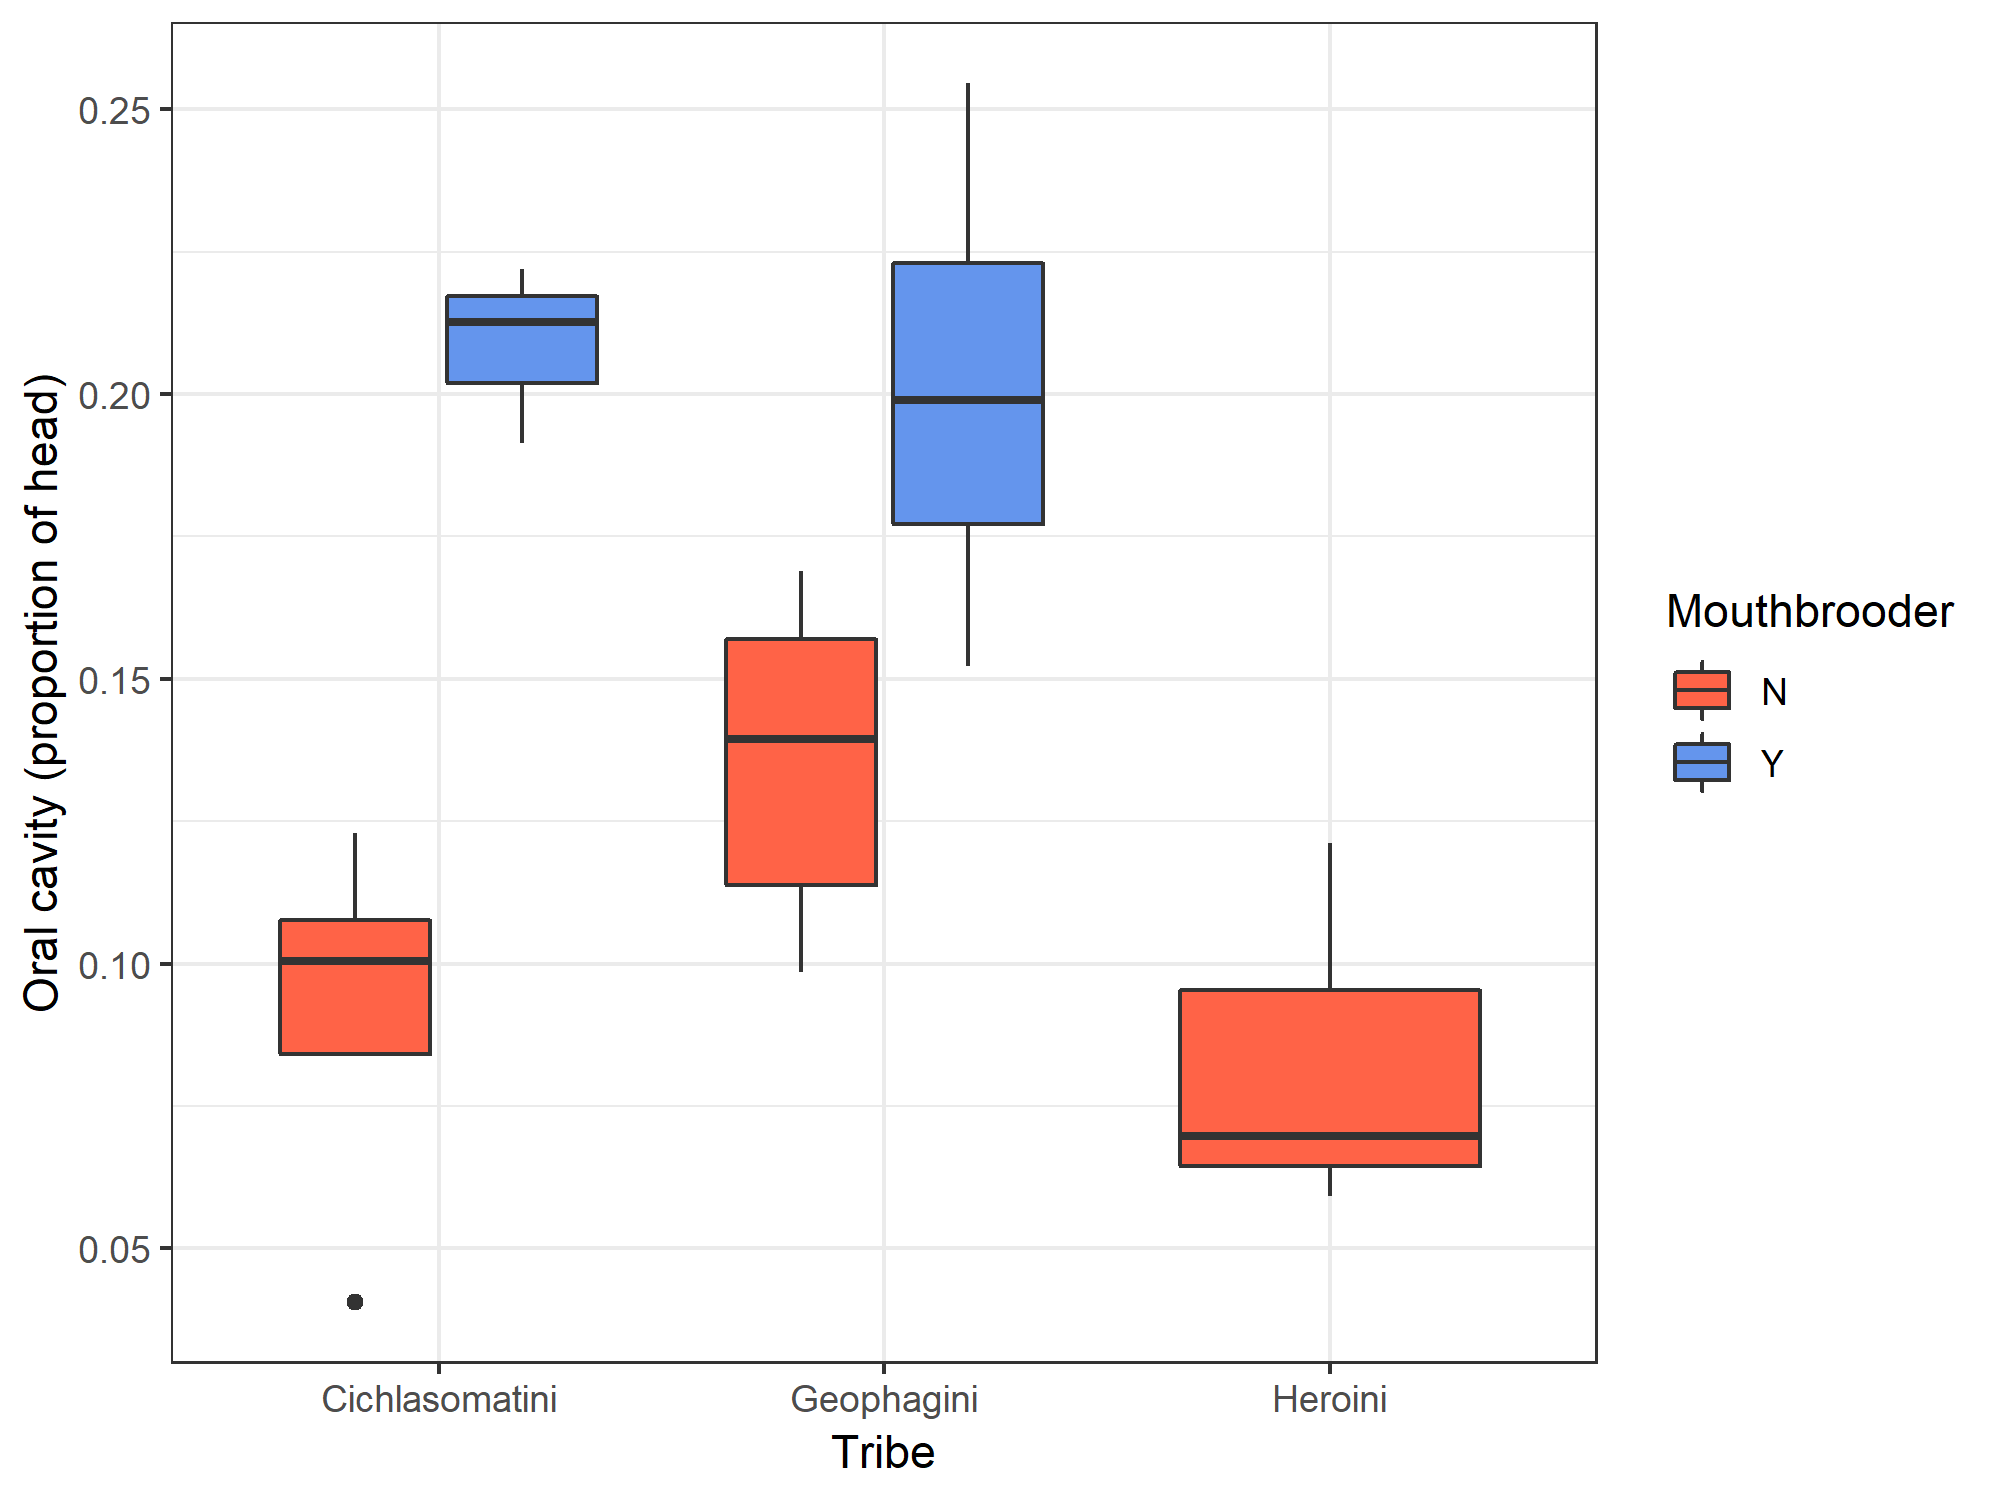 Oral cavity (proportion of head)
0.25
0.20
0.15
0.10
0.05
Cichlasomatini
Geophagini
Heroini
Tribe
Mouthbrooder
N
Y